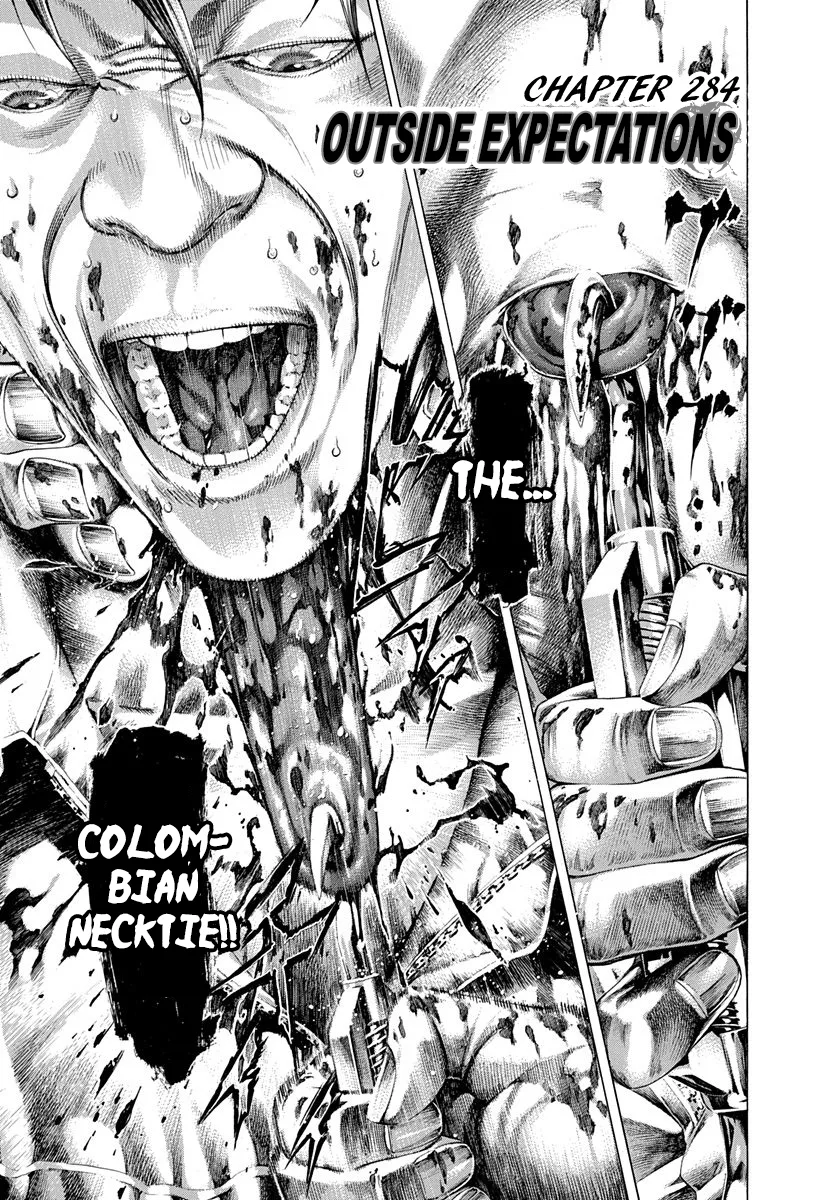 CHAPTER 284
OUTSIDE EXPECTATIONS
THE...
COLOM-
BIAN
NECKTIE!!